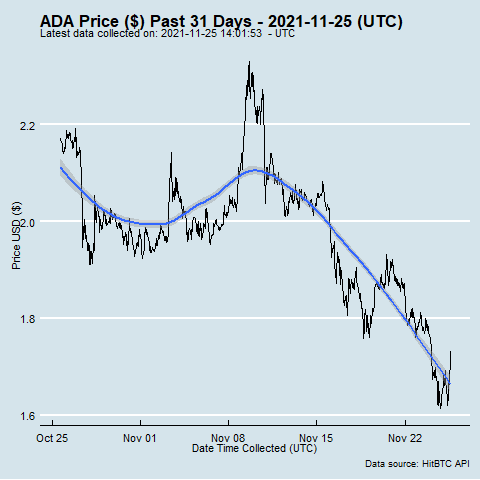 ADA Price ($) Past 31 Days - 2021-11-25 (UTC)
Latest data collected on: 2021-11-25 14:01:53 - UTC
2.2
2.0
1.8
1.6
Price USD ($)
Oct 25 Nov 01 Nov 08 Nov 15 Nov 22
Date Time Collected (UTC)
Data source: HitBTC API